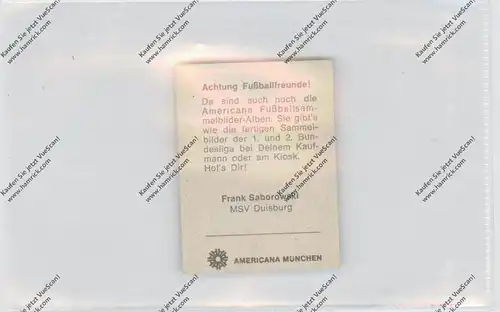 Achtung Fußballfreunde!
Da sind auch noch die
Americana Fußballsam-
melbilder-Alben. Sie gibt's
wie die fertigen Sammel-
bilder der 1. und 2. Bun-
desliga bei Deinem Kauf-
mann oder am Kiosk.
Hol's Dir!
Frank Saborowski
MSV Duisburg
AMERICANA MÜNCHEN
Kaufen Sie jetzt VueScan!
www.hamrick.com